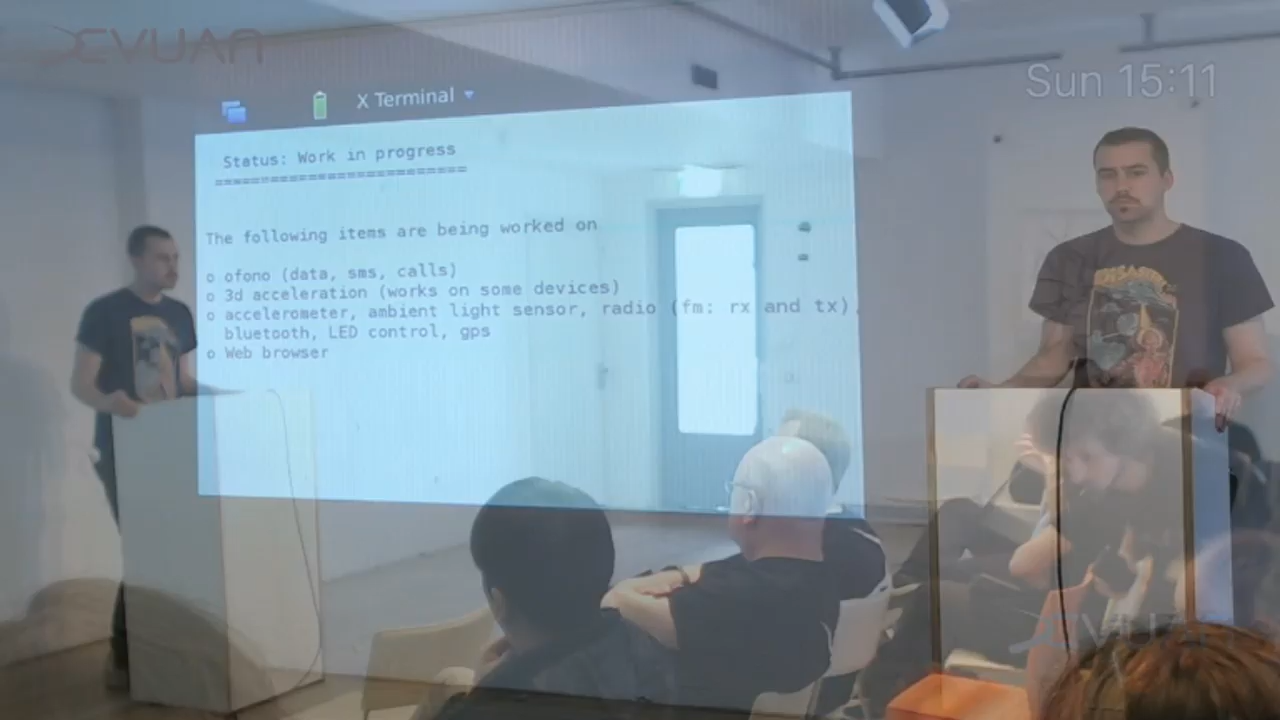 DEVUAN
Sun 15:11
X Terminal
Status: Work in progress
=========================
The following items are being worked on
o ofono (data, sms, calls)
o 3d acceleration (works on some devices)
o accelerometer, ambient light sensor, radio (fm: rx and tx),
bluetooth, LED control, gps
o Web browser
DEVUAN